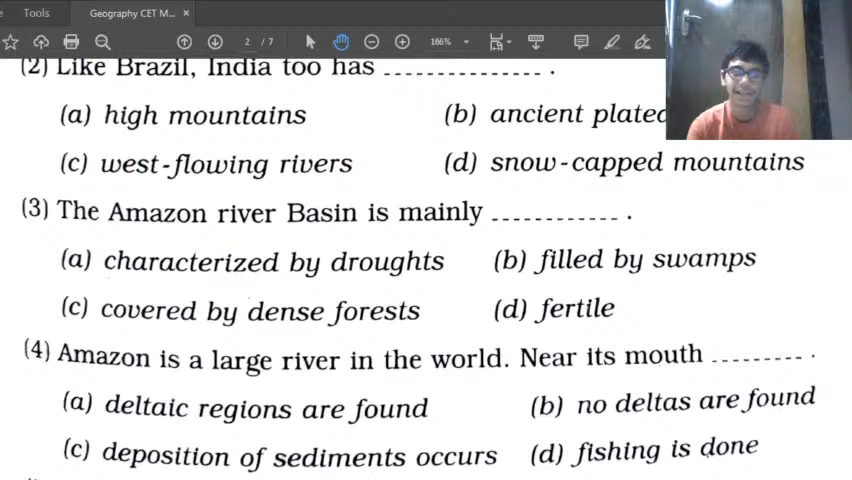 Tools Geography CET M... ×
2 / 7 166%
(2) Like Brazil, India too has _______________ .
(a) high mountains (b) ancient
(c) west-flowing rivers (d) snow-capped mountains
(3) The Amazon river Basin is mainly ____________ .
(a) characterized by droughts (b) filled by swamps
(c) covered by dense forests (d) fertile
(4) Amazon is a large river in the world. Near its mouth _________ .
(a) deltaic regions are found (b) no deltas are found
(c) deposition of sediments occurs (d) fishing is done